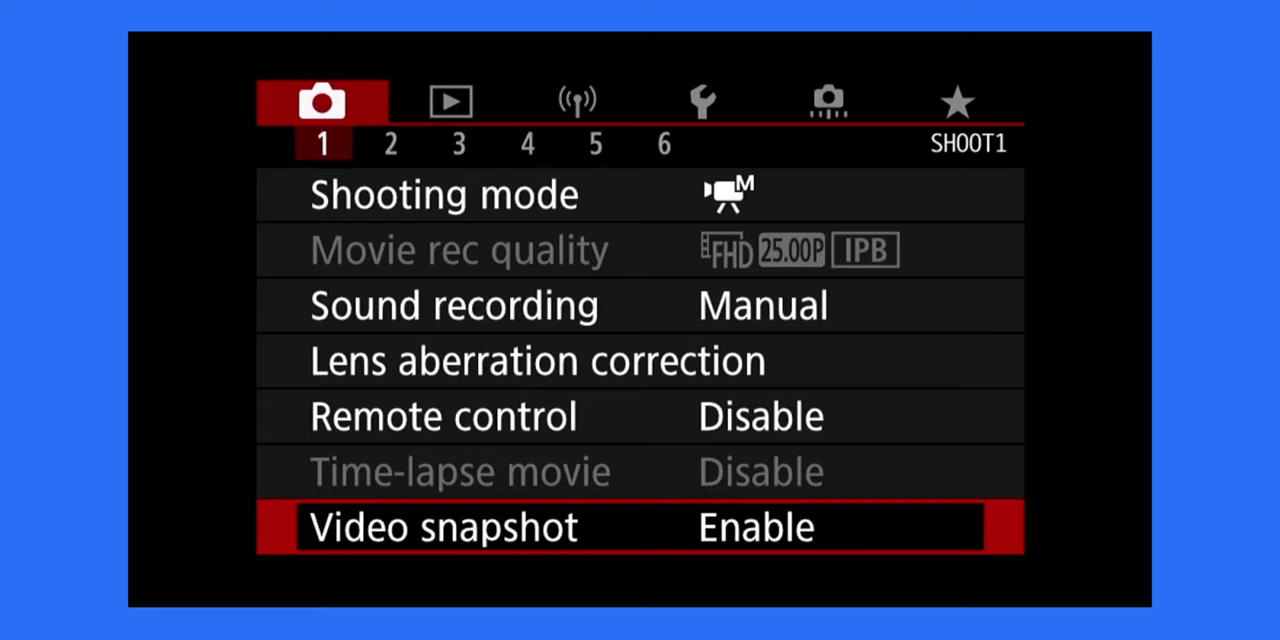 1 2 3 4 5 6 SHOOT1
Shooting mode M
Movie rec quality FHD 25.00P IPB
Sound recording Manual
Lens aberration correction
Remote control Disable
Time-lapse movie Disable
Video snapshot Enable